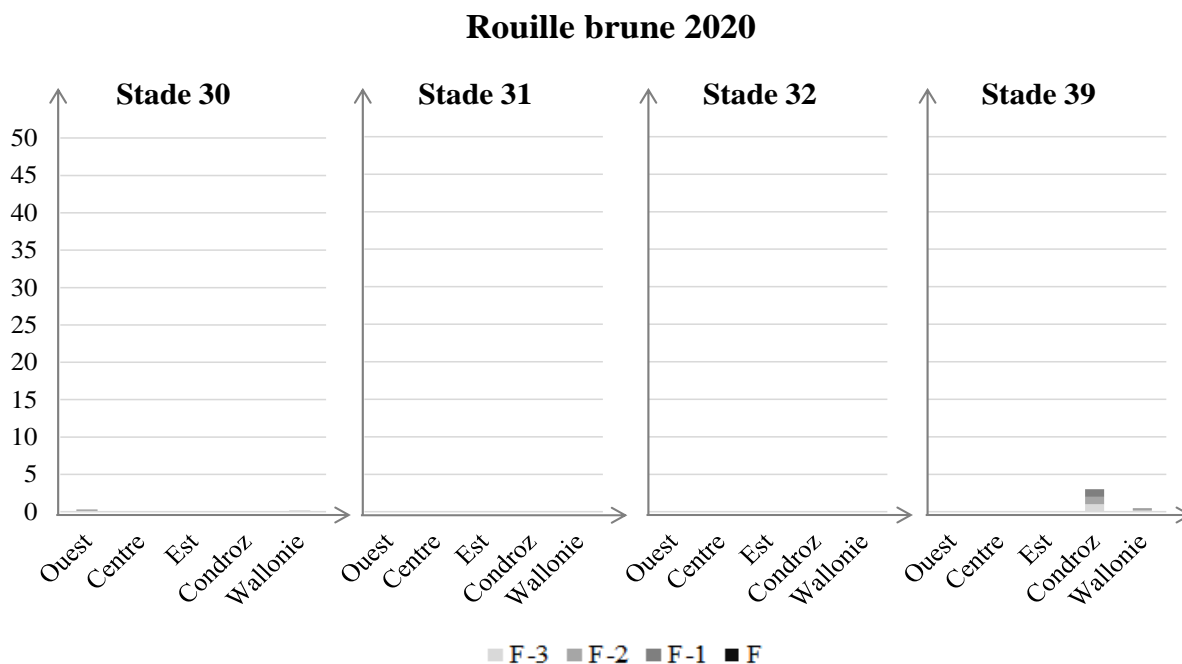 Rouille brune 2020
Stade 30 Stade 31 Stade 32 Stade 39
50
45
40
35
30
25
20
15
10
5
0
Ouest Centre Est Condroz Wallonie Ouest Centre Est Condroz Wallonie Ouest Centre Est Condroz Wallonie Ouest Centre Est Condroz Wallonie
F-3 F-2 F-1 F